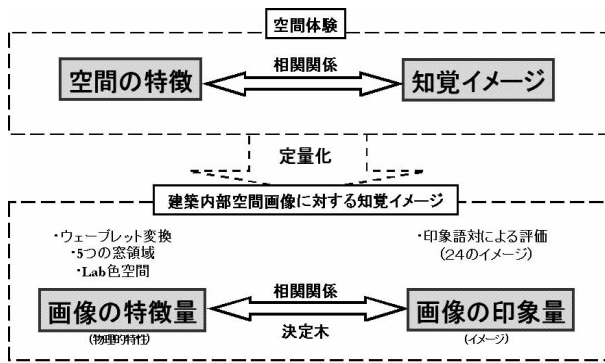 空間体験
空間の特徴
相関関係
知覚イメージ
定量化
建築内部空間画像に対する知覚イメージ
・ウェーブレット変換
・5つの窓領域
・Lab色空間
・印象語対による評価
(24のイメージ)
画像の特徴量
(物理的特性)
相関関係
決定木
画像の印象量
(イメージ)